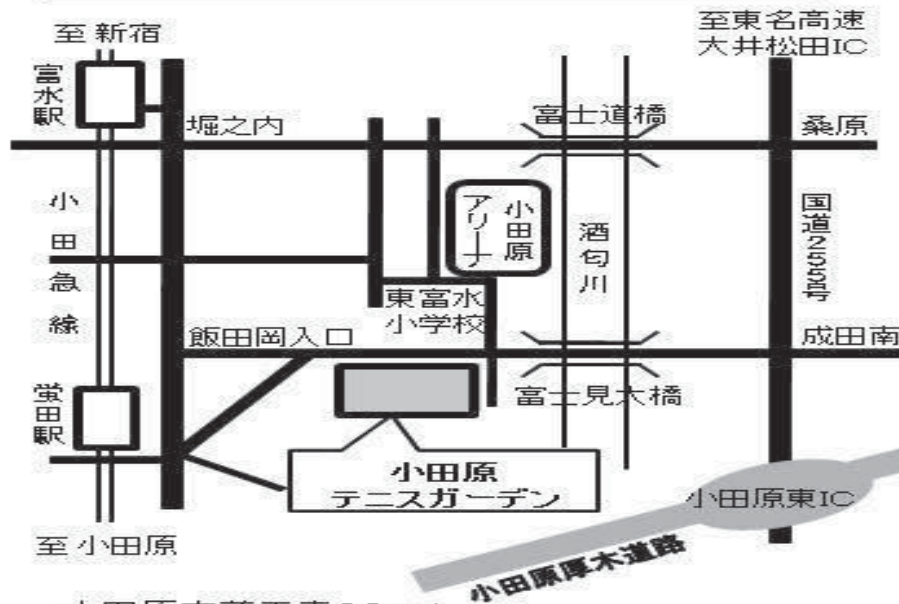 至新宿
至東名高速
大井松田IC
富水駅
堀之内
富士道橋
桑原
小田急線
小田原
アリーナ
酒匂川
国道255号
東富水
小学校
飯田岡入口
成田南
蛍田駅
富士見大橋
小田原
テニスガーデン
小田原東IC
至小田原
小田原厚木道路